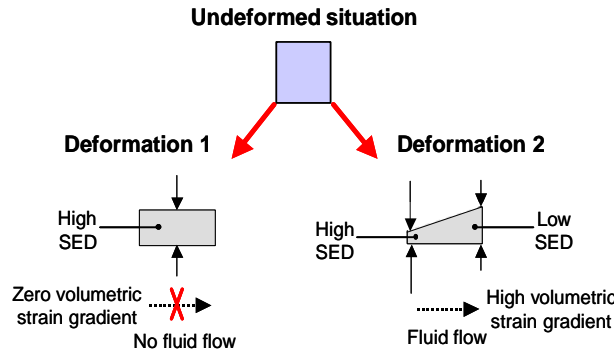 Undeformed situation
Deformation 1
Deformation 2
High
SED
High
SED
Low
SED
Zero volumetric
strain gradient
No fluid flow
Fluid flow
High volumetric
strain gradient